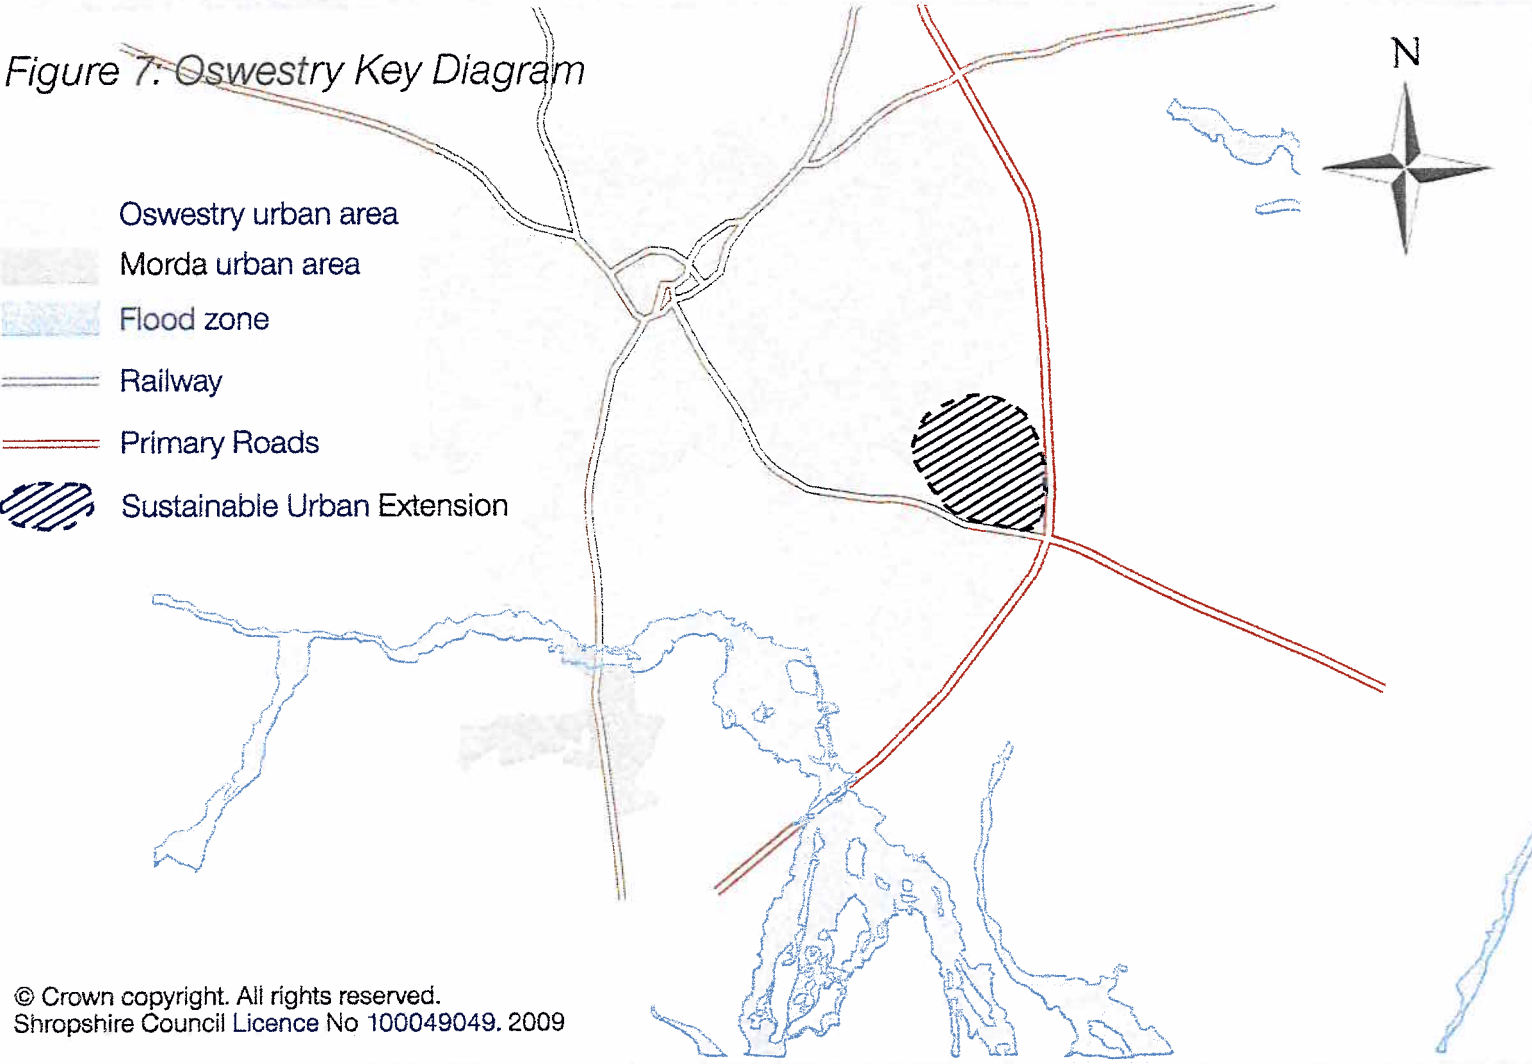 Figure 7: Oswestry Key Diagram
N
Oswestry urban area
Morda urban area
Flood zone
Railway
Primary Roads
Sustainable Urban Extension
© Crown copyright. All rights reserved.
Shropshire Council Licence No 100049049. 2009